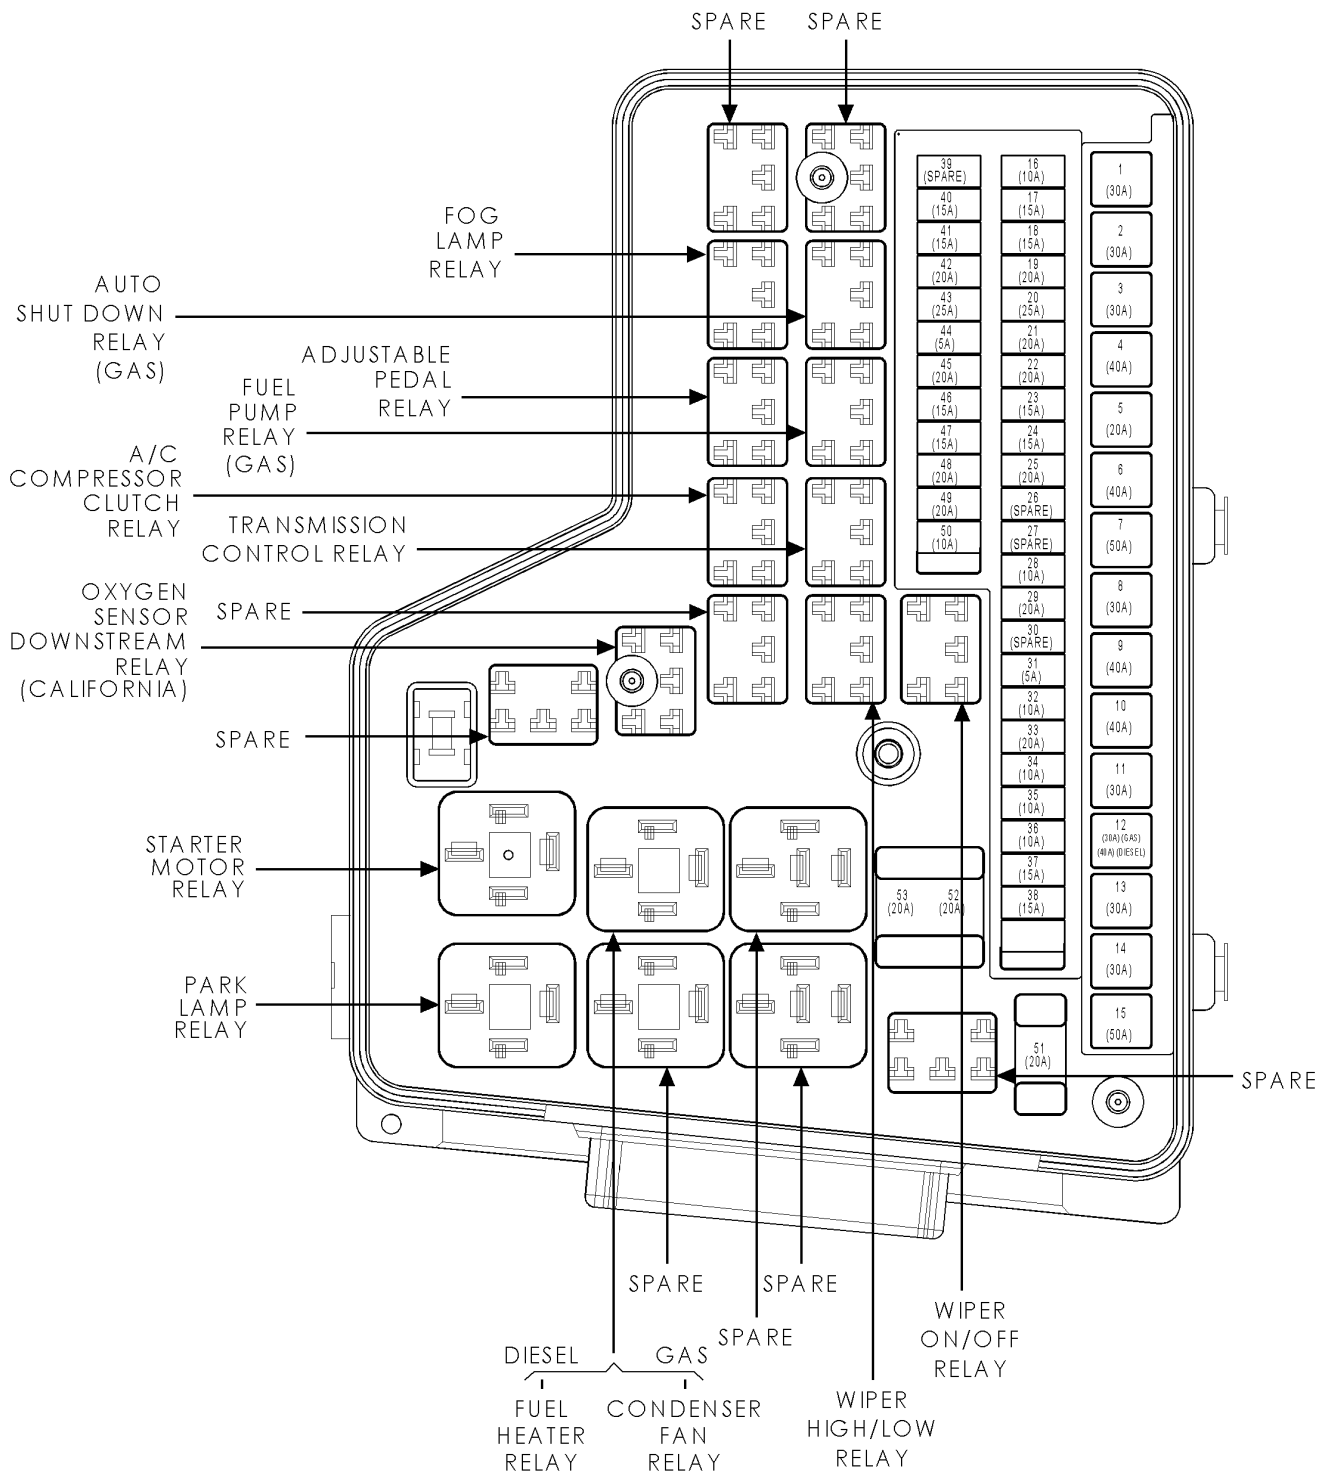 SPARE
SPARE
FOG
LAMP
RELAY
AUTO
SHUT DOWN
RELAY
(GAS)
ADJUSTABLE
PEDAL
RELAY
FUEL
PUMP
RELAY
(GAS)
A/C
COMPRESSOR
CLUTCH
RELAY
TRANSMISSION
CONTROL RELAY
OXYGEN
SENSOR
DOWNSTREAM
RELAY
(CALIFORNIA)
SPARE
SPARE
STARTER
MOTOR
RELAY
PARK
LAMP
RELAY
39
(SPARE)
40
(15A)
41
(15A)
42
(20A)
43
(25A)
44
(5A)
45
(20A)
46
(15A)
47
(15A)
48
(20A)
49
(20A)
50
(10A)
16
(10A)
17
(15A)
18
(15A)
19
(20A)
20
(25A)
21
(20A)
22
(20A)
23
(15A)
24
(15A)
25
(20A)
26
(SPARE)
27
(SPARE)
28
(10A)
29
(20A)
30
(SPARE)
31
(5A)
32
(10A)
33
(20A)
34
(10A)
35
(10A)
36
(10A)
37
(15A)
38
(15A)
1
(30A)
2
(30A)
3
(30A)
4
(40A)
5
(20A)
6
(40A)
7
(50A)
8
(30A)
9
(40A)
10
(40A)
11
(30A)
12
(30A)(GAS)
(40A)(DIESEL)
13
(30A)
14
(30A)
15
(50A)
53
(20A)
52
(20A)
51
(20A)
SPARE
SPARE
SPARE
SPARE
WIPER
ON/OFF
RELAY
DIESEL
GAS
FUEL
HEATER
RELAY
CONDENSER
FAN
RELAY
WIPER
HIGH/LOW
RELAY